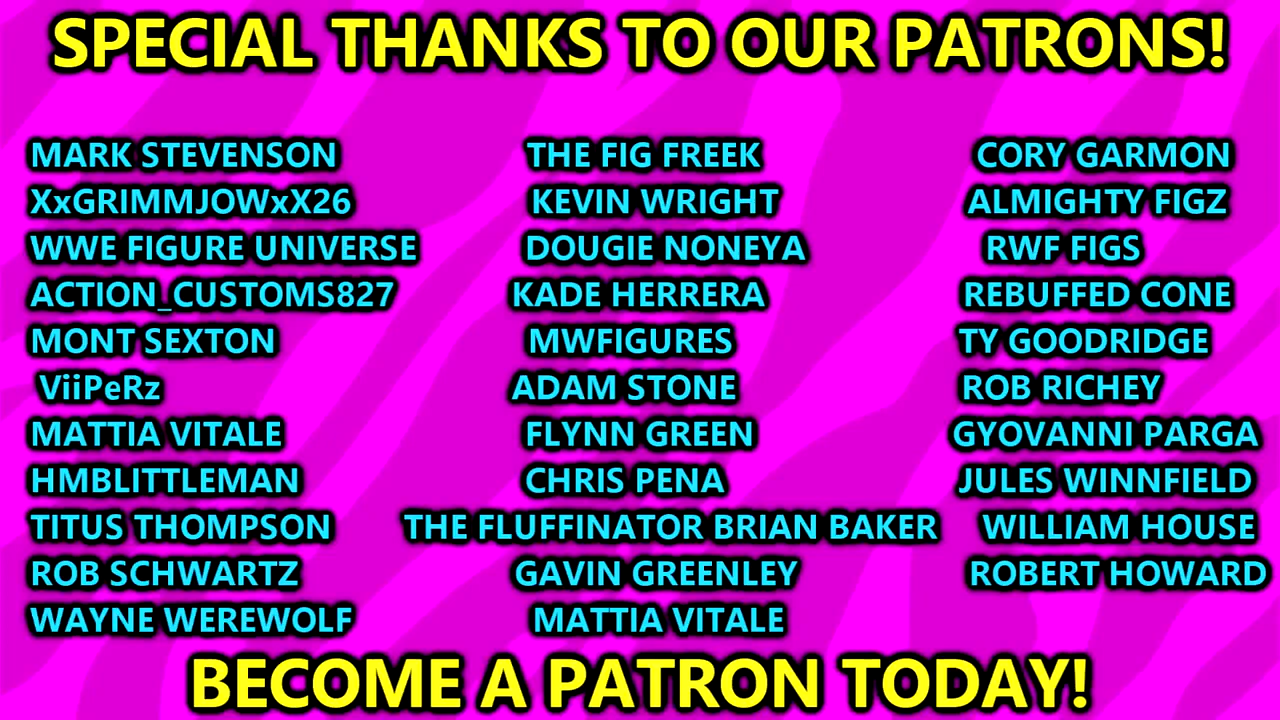 SPECIAL THANKS TO OUR PATRONS!
MARK STEVENSON THE FIG FREEK CORY GARMON
XxGRIMMJOWxX26 KEVIN WRIGHT ALMIGHTY FIGZ
WWE FIGURE UNIVERSE DOUGIE NONEYA RWF FIGS
ACTION_CUSTOMS827 KADE HERRERA REBUFFED CONE
MONT SEXTON MWFIGURES TY GOODRIDGE
ViiPeRz ADAM STONE ROB RICHEY
MATTIA VITALE FLYNN GREEN GYOVANNI PARGA
HMBLITTLEMAN CHRIS PENA JULES WINNFIELD
TITUS THOMPSON THE FLUFFINATOR BRIAN BAKER WILLIAM HOUSE
ROB SCHWARTZ GAVIN GREENLEY ROBERT HOWARD
WAYNE WEREWOLF MATTIA VITALE
BECOME A PATRON TODAY!